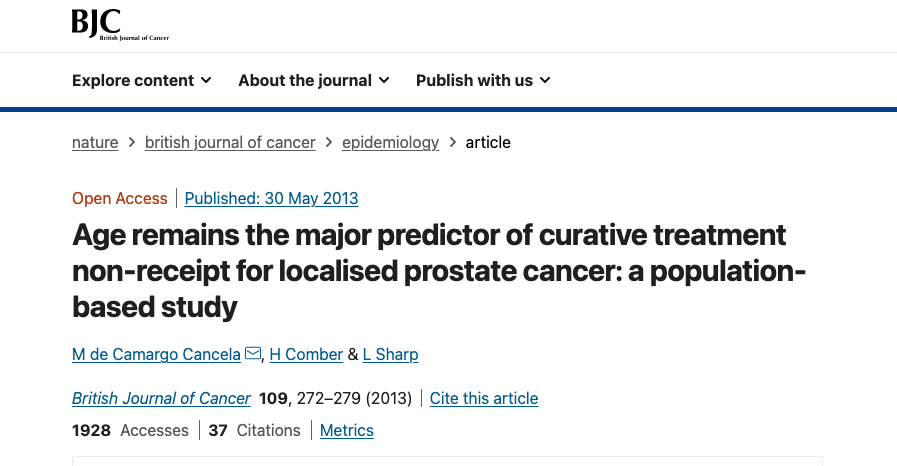 BJC
British Journal of Cancer
Explore content About the journal Publish with us
nature > british journal of cancer > epidemiology > article
Open Access | Published: 30 May 2013
Age remains the major predictor of curative treatment
non-receipt for localised prostate cancer: a population-
based study
M de Camargo Cancela, H Comber & L Sharp
British Journal of Cancer 109, 272–279 (2013) | Cite this article
1928 Accesses | 37 Citations | Metrics